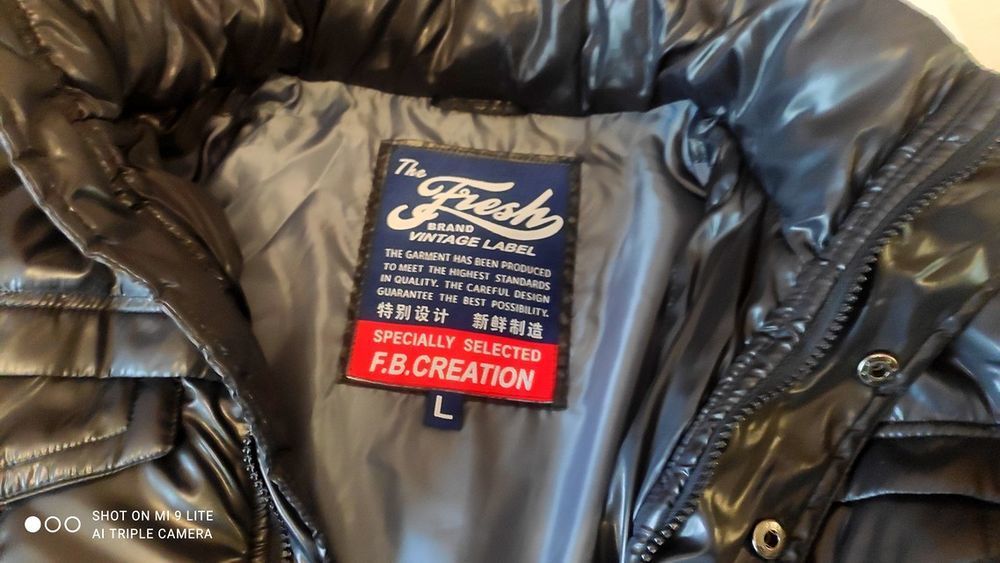 The Fresh
BRAND
VINTAGE LABEL
THE GARMENT HAS BEEN PRODUCED
TO MEET THE HIGHEST STANDARDS
IN QUALITY. THE CAREFUL DESIGN
GUARANTEE THE BEST POSSIBILITY.
特别设计 新鲜制造
SPECIALLY SELECTED
F.B.CREATION
L
SHOT ON MI 9 LITE
AI TRIPLE CAMERA